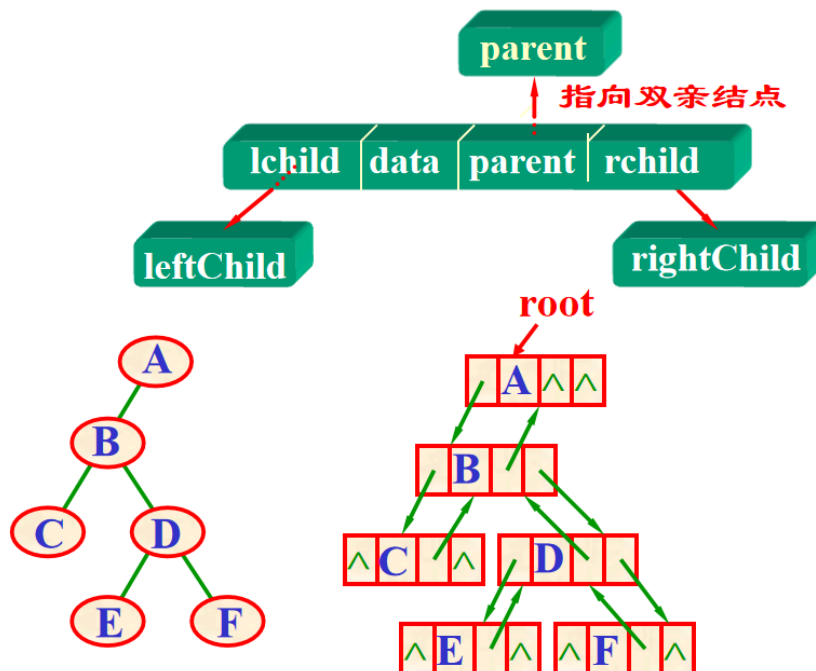 parent
指向双亲结点
lchild data parent rchild
leftChild
rightChild
root
A
B
C D
E F
A ∧ ∧
B
∧ C ∧
D
∧ E ∧
∧ F ∧